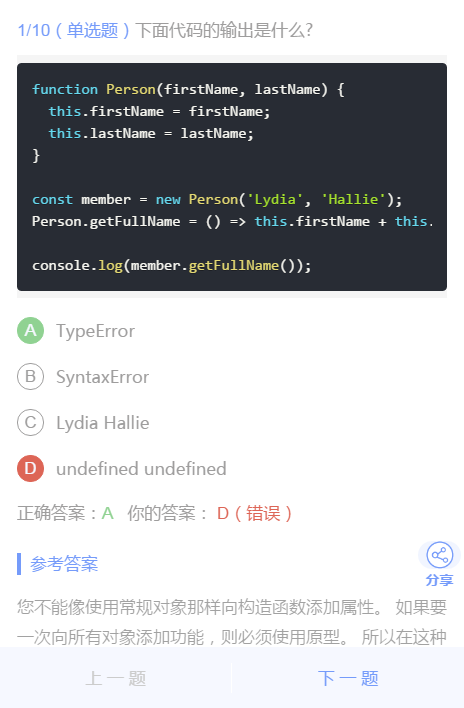 1/10（单选题）下面代码的输出是什么?
function Person(firstName, lastName) {
  this.firstName = firstName;
  this.lastName = lastName;
}
const member = new Person('Lydia', 'Hallie');
Person.getFullName = () => this.firstName + this.
console.log(member.getFullName());
A TypeError
B SyntaxError
C Lydia Hallie
D undefined undefined
正确答案：A 你的答案： D（错误）
参考答案
分享
您不能像使用常规对象那样向构造函数添加属性。 如果要
一次向所有对象添加功能，则必须使用原型。 所以在这种
上一题 下一题